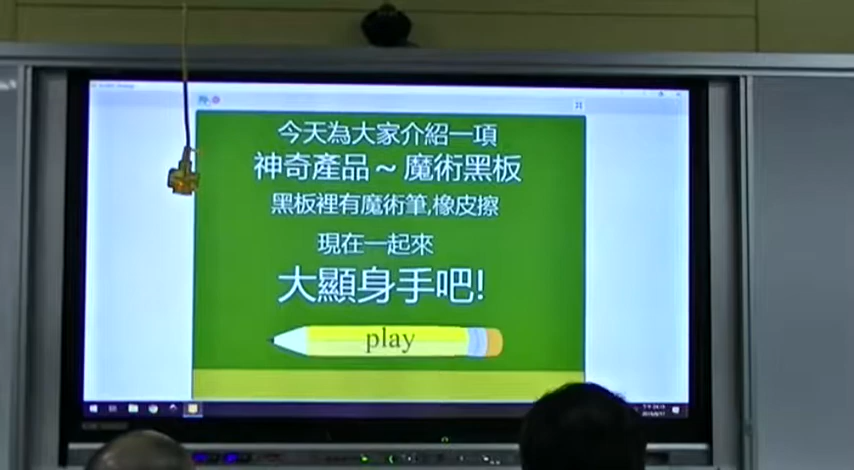 今天為大家介紹一項
神奇產品~魔術黑板
黑板裡有魔術筆,橡皮擦
現在一起來
大顯身手吧!
play